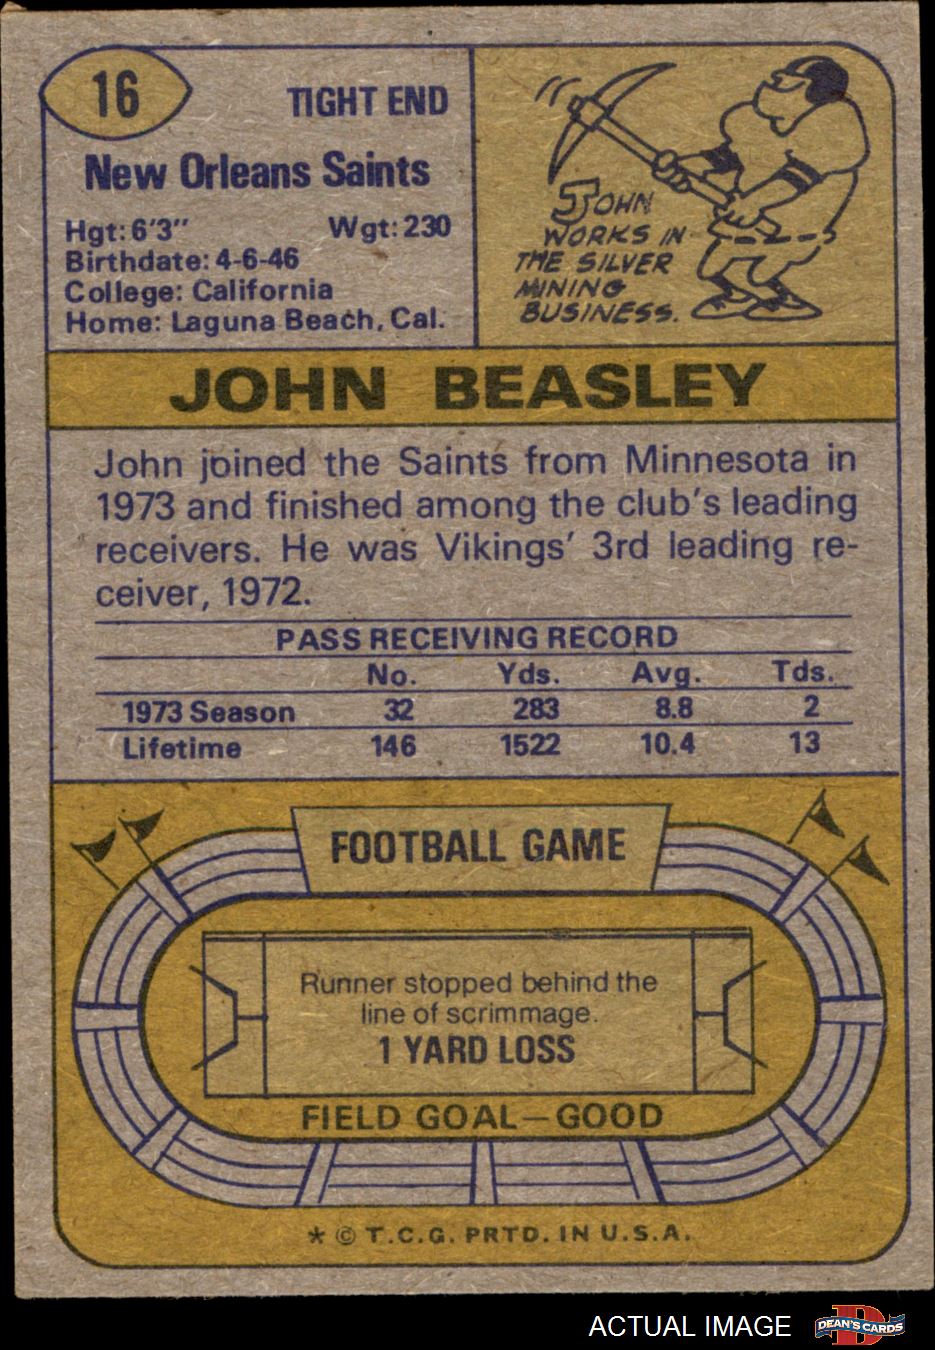 16
TIGHT END
New Orleans Saints
Hgt: 6'3" Wgt: 230
Birthdate: 4-6-46
College: California
Home: Laguna Beach, Cal.
JOHN
WORKS IN
THE SILVER
MINING
BUSINESS.
JOHN BEASLEY
John joined the Saints from Minnesota in
1973 and finished among the club's leading
receivers. He was Vikings' 3rd leading re-
ceiver, 1972.
PASS RECEIVING RECORD
No. Yds. Avg. Tds.
1973 Season 32 283 8.8 2
Lifetime 146 1522 10.4 13
FOOTBALL GAME
Runner stopped behind the
line of scrimmage.
1 YARD LOSS
FIELD GOAL—GOOD
* © T.C.G. PRTD. IN U.S.A.
ACTUAL IMAGE
D
DEAN'S CARDS